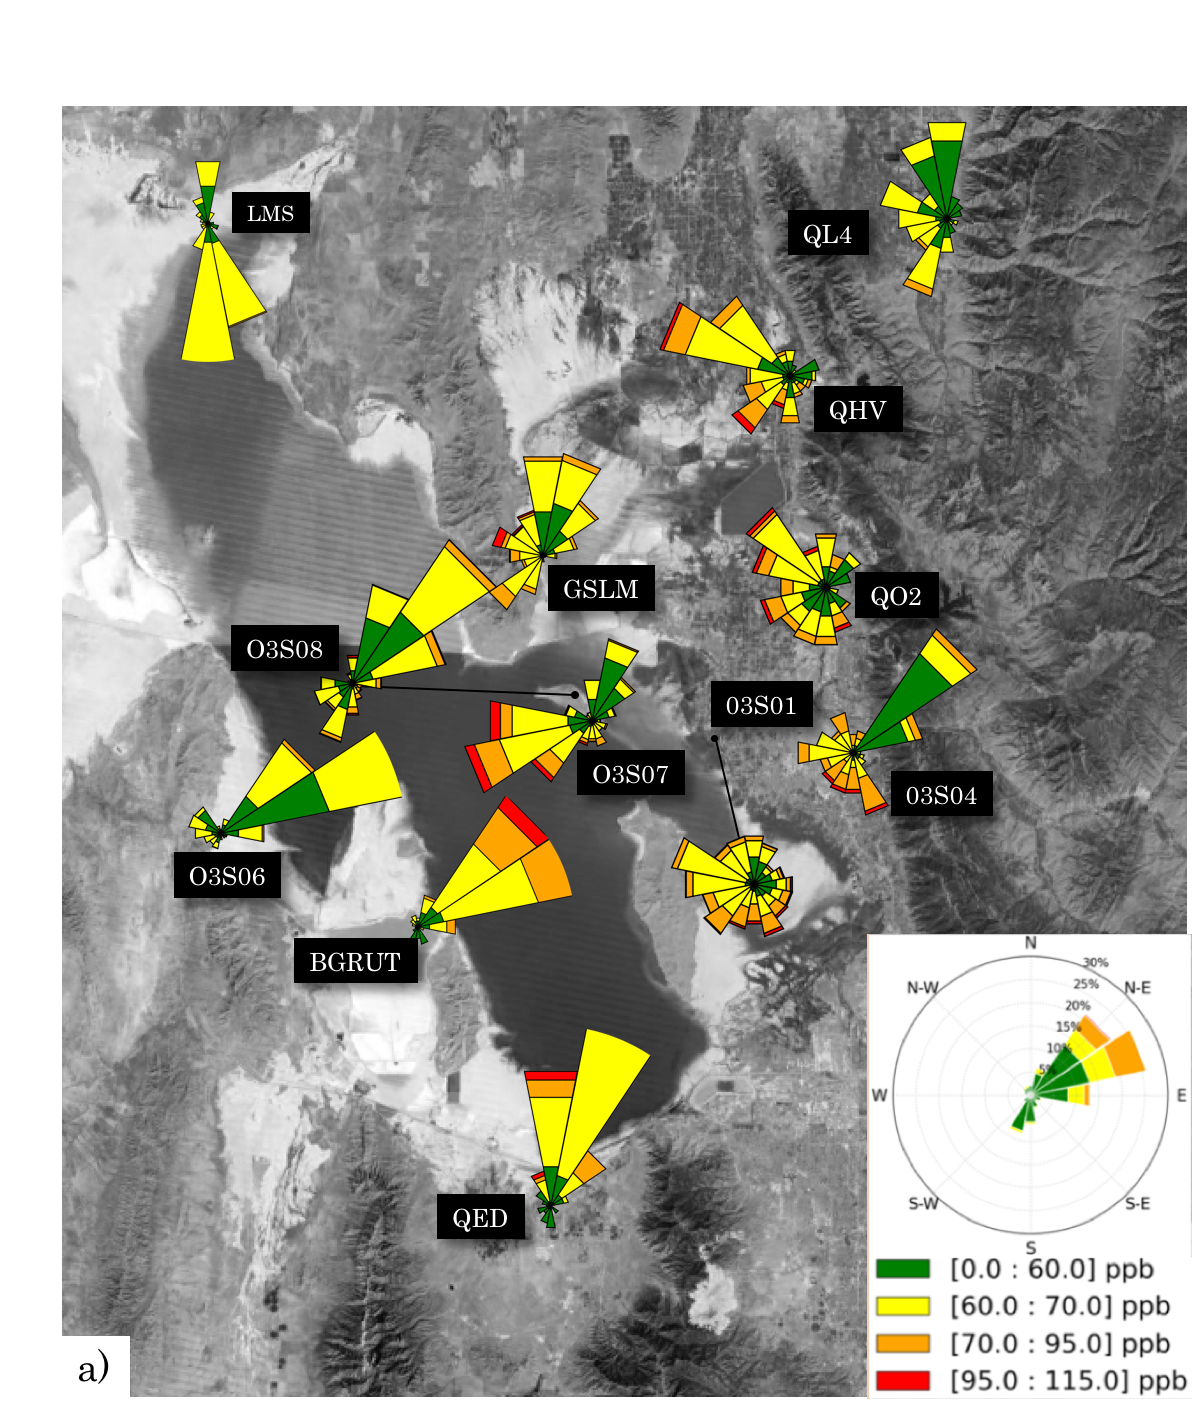 LMS
QL4
QHV
GSLM
QO2
O3S08
03S01
O3S07
03S04
O3S06
BGRUT
QED
N
30%
N-W
25%
N-E
20%
15%
10%
5%
W
E
S-W
S-E
S
[0.0 : 60.0] ppb
[60.0 : 70.0] ppb
[70.0 : 95.0] ppb
[95.0 : 115.0] ppb
a)